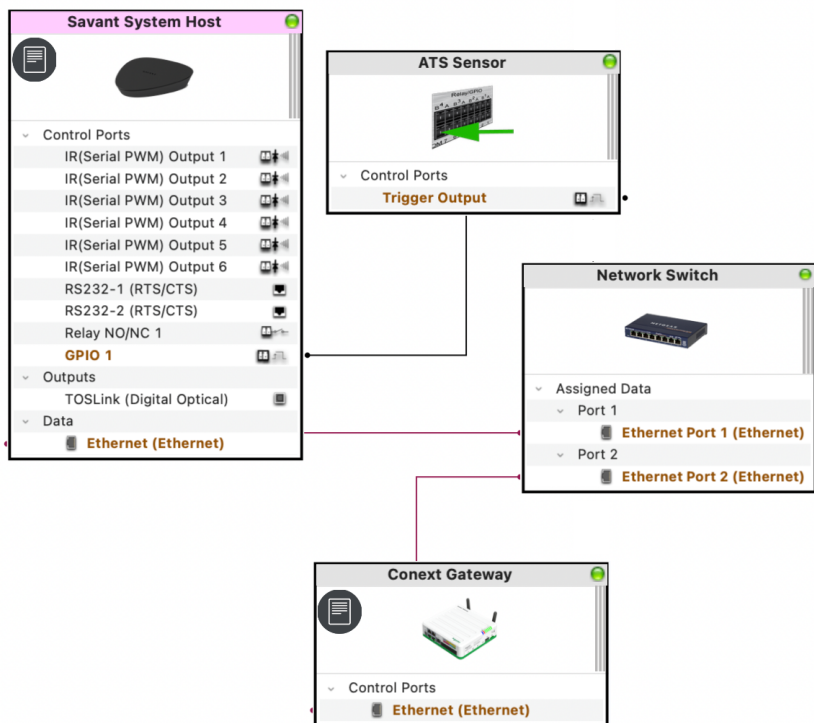 Savant System Host
Control Ports
IR(Serial PWM) Output 1
IR(Serial PWM) Output 2
IR(Serial PWM) Output 3
IR(Serial PWM) Output 4
IR(Serial PWM) Output 5
IR(Serial PWM) Output 6
RS232-1 (RTS/CTS)
RS232-2 (RTS/CTS)
Relay NO/NC 1
GPIO 1
Outputs
TOSLink (Digital Optical)
Data
Ethernet (Ethernet)
ATS Sensor
Relay/GPIO
Control Ports
Trigger Output
Network Switch
NETGEAR
Assigned Data
Port 1
Ethernet Port 1 (Ethernet)
Port 2
Ethernet Port 2 (Ethernet)
Conext Gateway
Control Ports
Ethernet (Ethernet)